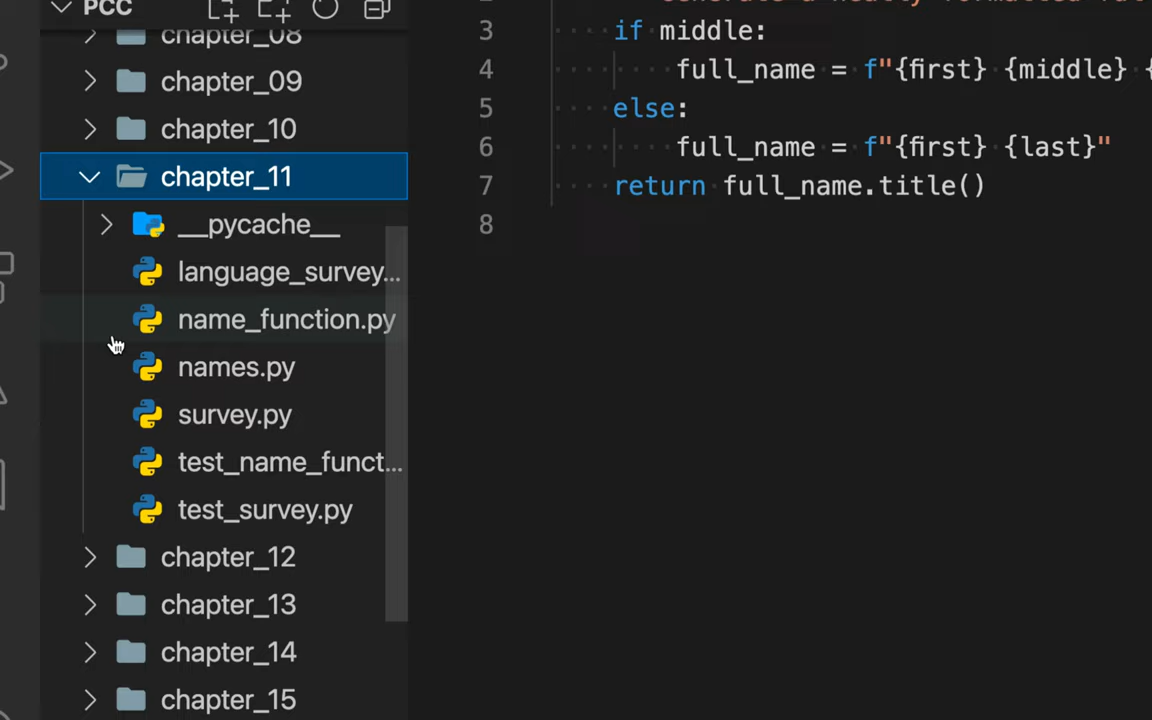 PCC
chapter_08
chapter_09
chapter_10
chapter_11
__pycache__
language_survey...
name_function.py
names.py
survey.py
test_name_funct...
test_survey.py
chapter_12
chapter_13
chapter_14
chapter_15
3 if middle:
4 full_name = f"{first} {middle} {
5 else:
6 full_name = f"{first} {last}"
7 return full_name.title()
8